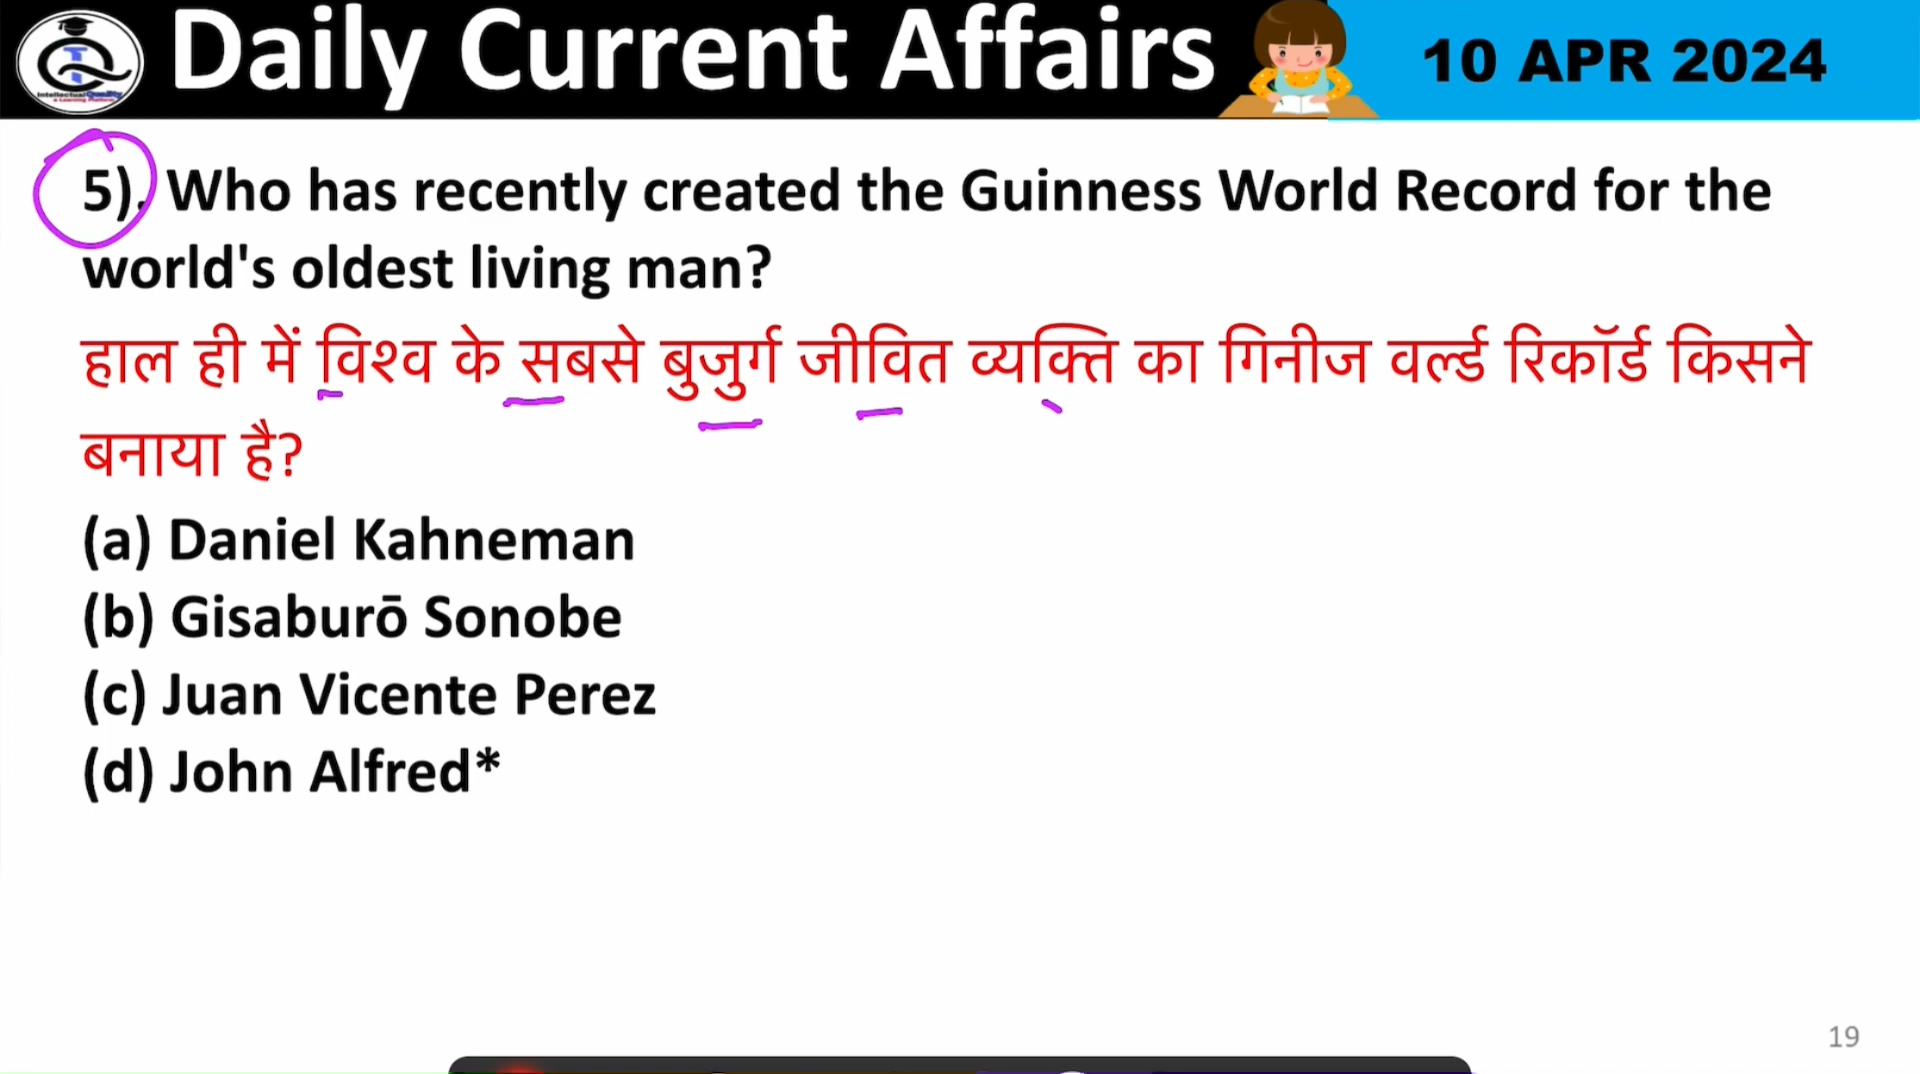 Daily Current Affairs
10 APR 2024
5). Who has recently created the Guinness World Record for the
world's oldest living man?
हाल ही में विश्व के सबसे बुजुर्ग जीवित व्यक्ति का गिनीज वर्ल्ड रिकॉर्ड किसने
बनाया है?
(a) Daniel Kahneman
(b) Gisaburō Sonobe
(c) Juan Vicente Perez
(d) John Alfred*
19